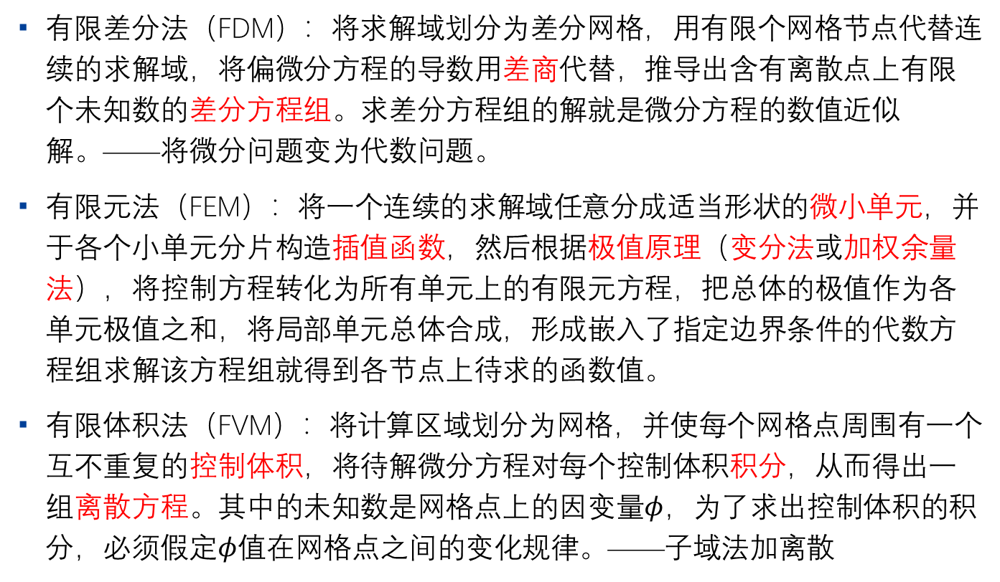 ▪ 有限差分法（FDM）：将求解域划分为差分网格，用有限个网格节点代替连
续的求解域，将偏微分方程的导数用差商代替，推导出含有离散点上有限
个未知数的差分方程组。求差分方程组的解就是微分方程的数值近似
解。——将微分问题变为代数问题。
▪ 有限元法（FEM）：将一个连续的求解域任意分成适当形状的微小单元，并
于各个小单元分片构造插值函数，然后根据极值原理（变分法或加权余量
法），将控制方程转化为所有单元上的有限元方程，把总体的极值作为各
单元极值之和，将局部单元总体合成，形成嵌入了指定边界条件的代数方
程组求解该方程组就得到各节点上待求的函数值。
▪ 有限体积法（FVM）：将计算区域划分为网格，并使每个网格点周围有一个
互不重复的控制体积，将待解微分方程对每个控制体积积分，从而得出一
组离散方程。其中的未知数是网格点上的因变量ϕ，为了求出控制体积的积
分，必须假定ϕ值在网格点之间的变化规律。——子域法加离散